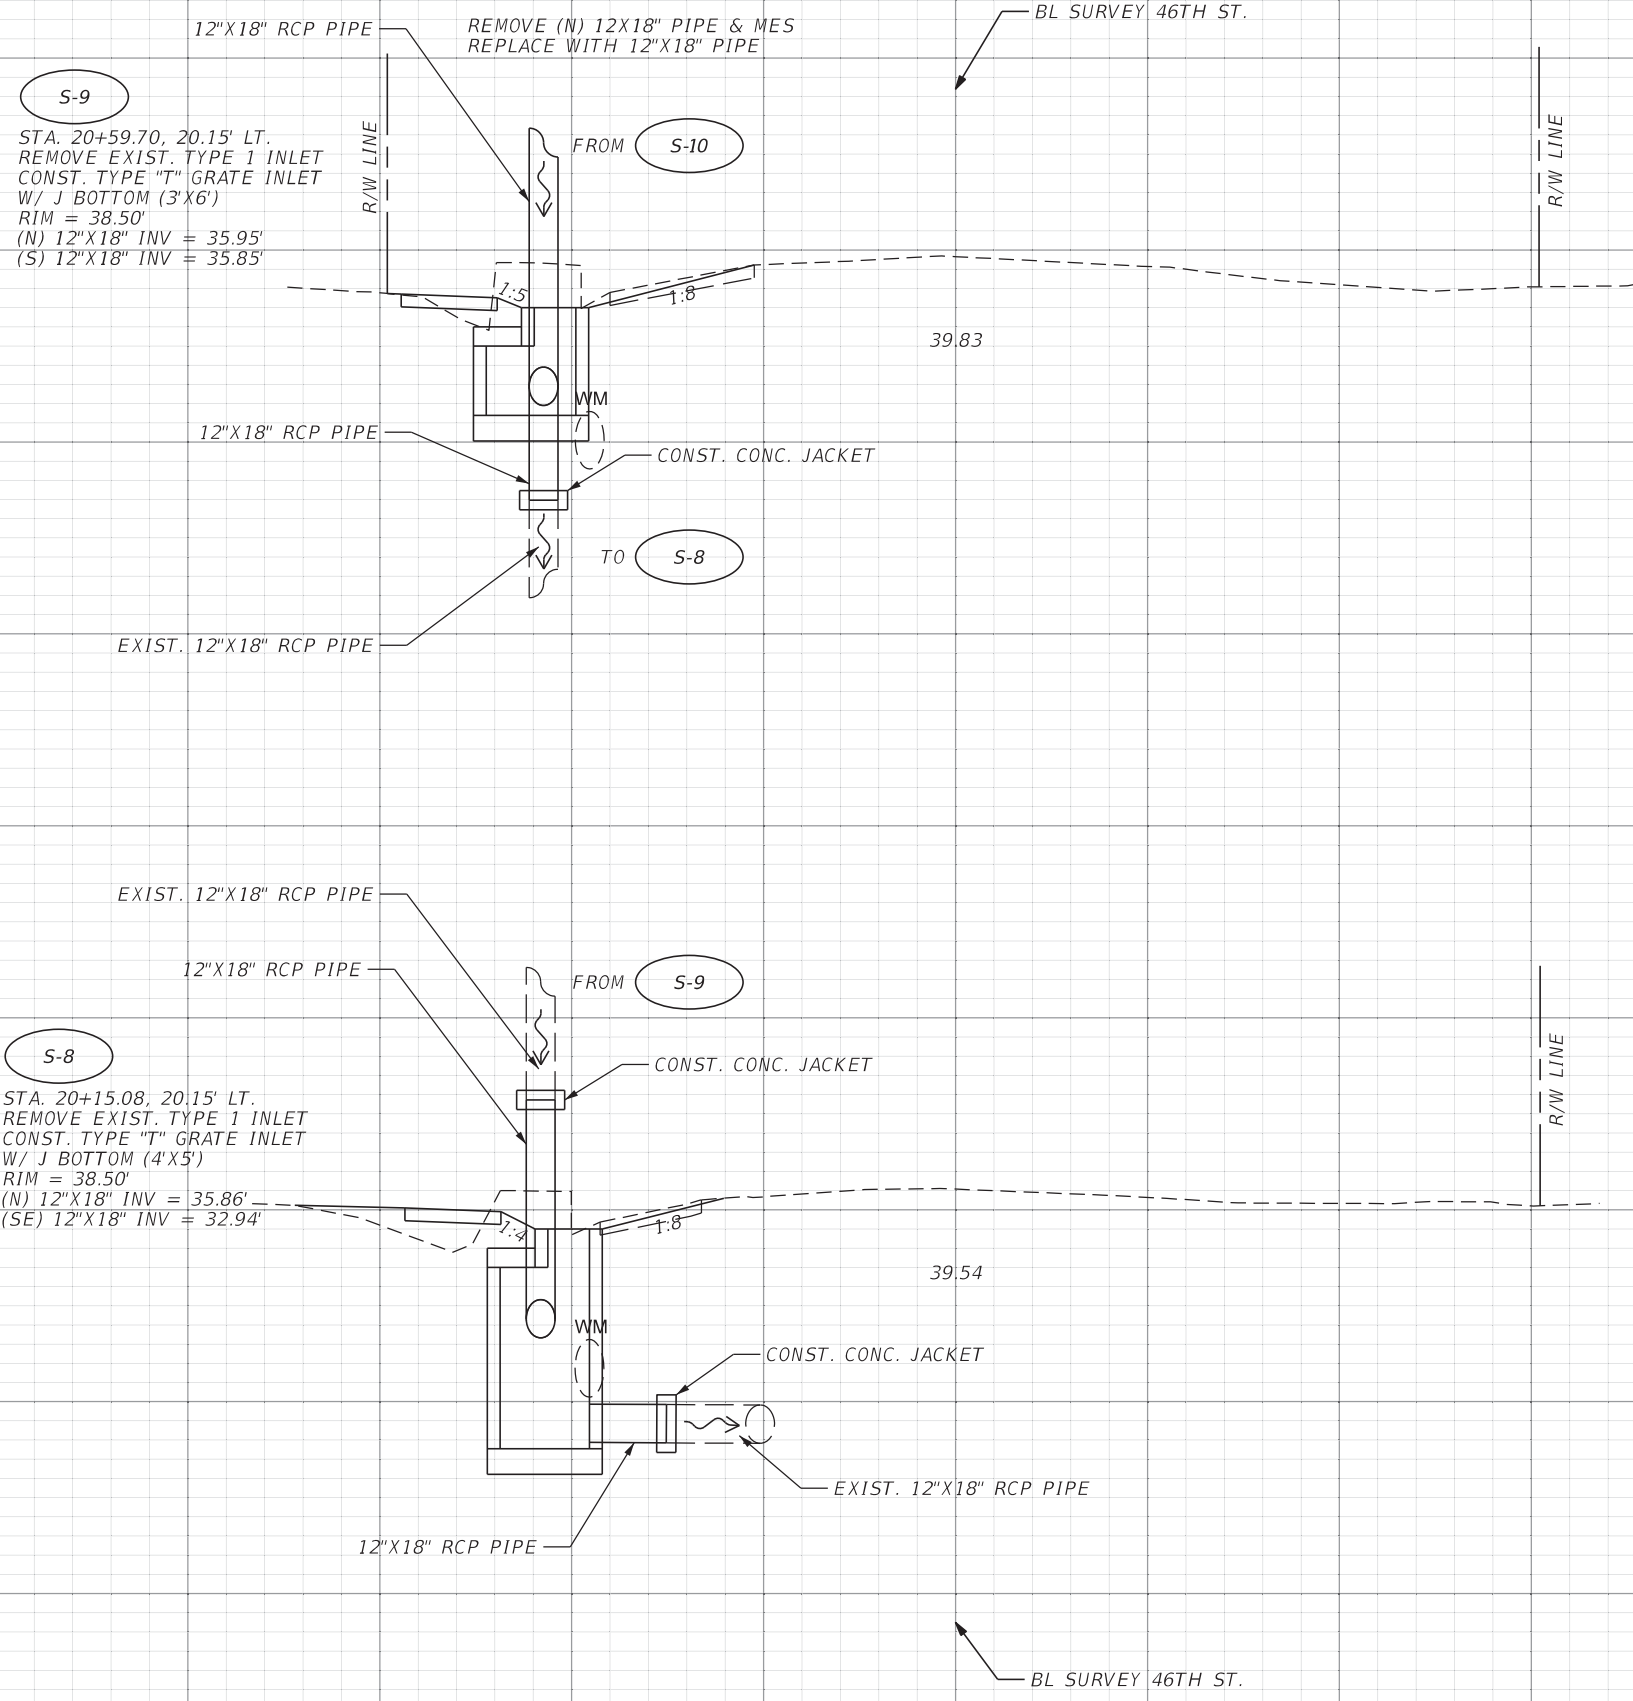 12"X18" RCP PIPE
REMOVE (N) 12X18" PIPE & MES
REPLACE WITH 12"X18" PIPE
BL SURVEY 46TH ST.
S-9
STA. 20+59.70, 20.15' LT.
REMOVE EXIST. TYPE 1 INLET
CONST. TYPE "T" GRATE INLET
W/ J BOTTOM (3'X6')
RIM = 38.50'
(N) 12"X18" INV = 35.95'
(S) 12"X18" INV = 35.85'
R/W LINE
FROM S-10
R/W LINE
1:5
1:8
39.83
WM
12"X18" RCP PIPE
CONST. CONC. JACKET
TO S-8
EXIST. 12"X18" RCP PIPE
EXIST. 12"X18" RCP PIPE
12"X18" RCP PIPE
FROM S-9
S-8
CONST. CONC. JACKET
R/W LINE
STA. 20+15.08, 20.15' LT.
REMOVE EXIST. TYPE 1 INLET
CONST. TYPE "T" GRATE INLET
W/ J BOTTOM (4'X5')
RIM = 38.50'
(N) 12"X18" INV = 35.86'
(SE) 12"X18" INV = 32.94'
1:4
1:8
39.54
WM
CONST. CONC. JACKET
EXIST. 12"X18" RCP PIPE
12"X18" RCP PIPE
BL SURVEY 46TH ST.